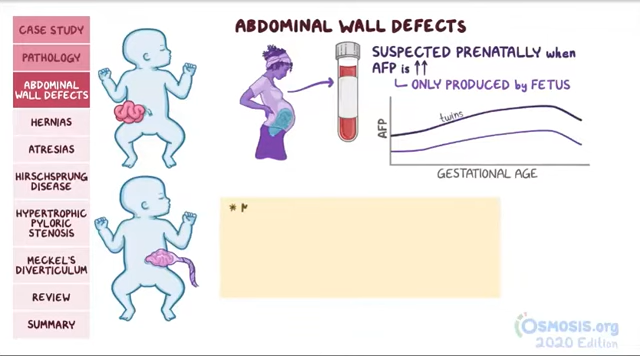 CASE STUDY
PATHOLOGY
ABDOMINAL
WALL DEFECTS
HERNIAS
ATRESIAS
HIRSCHSPRUNG
DISEASE
HYPERTROPHIC
PYLORIC
STENOSIS
MECKEL'S
DIVERTICULUM
REVIEW
SUMMARY
ABDOMINAL WALL DEFECTS
SUSPECTED PRENATALLY when
AFP is ↑↑
ONLY PRODUCED by FETUS
AFP
twins
GESTATIONAL AGE
*
OSMOSIS.org
2020 Edition